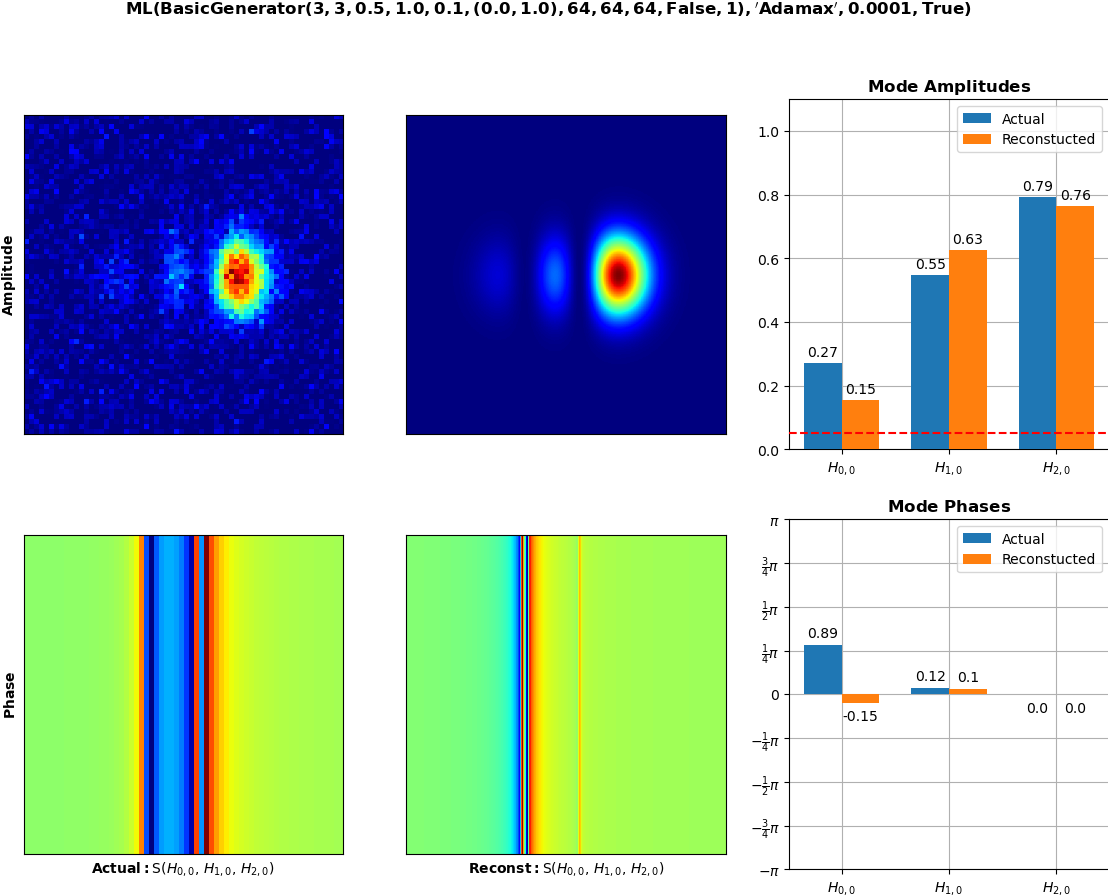 ML(BasicGenerator(3, 3, 0.5, 1.0, 0.1, (0.0, 1.0), 64, 64, 64, False, 1), 'Adamax', 0.0001, True)
Amplitude
Mode Amplitudes
Actual
Reconstucted
1.0
0.8
0.6
0.4
0.2
0.0
0.27
0.15
0.55
0.63
0.79
0.76
H₀,₀
H₁,₀
H₂,₀
Phase
Actual: S(H₀,₀, H₁,₀, H₂,₀)
Reconst: S(H₀,₀, H₁,₀, H₂,₀)
Mode Phases
Actual
Reconstucted
π
3/4π
1/2π
1/4π
0
−1/4π
−1/2π
−3/4π
−π
0.89
-0.15
0.12
0.1
0.0
0.0
H₀,₀
H₁,₀
H₂,₀